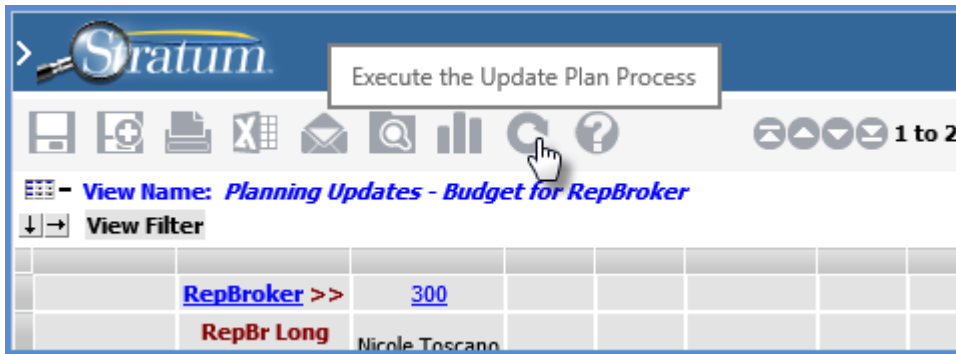 Stratum
Execute the Update Plan Process
1 to 2
View Name: Planning Updates - Budget for RepBroker
View Filter
RepBroker >> 300
RepBr Long Nicole Toscano